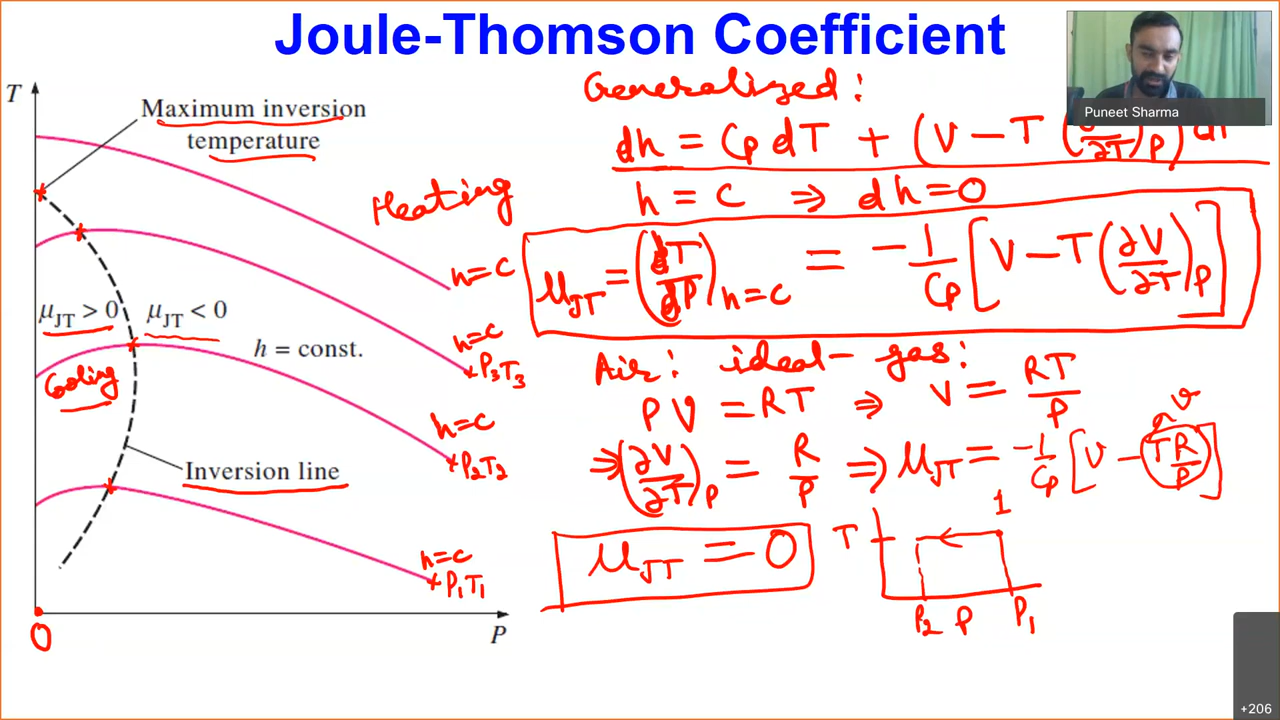 Joule-Thomson Coefficient
Puneet Sharma
T
Maximum inversion
temperature
Heating
h=c
μJT > 0 μJT < 0
h = const.
Cooling
h=c
P3T3
h=c
P2T2
Inversion line
h=c
P1T1
O
P
Generalized:
dh = Cp dT + (V – T (∂V/∂T)P) dP
h = c ⇒ dh=0
μJT = (dT/dP)h=c = –1/Cp [V – T (∂V/∂T)P]
Air: ideal-gas:
PV = RT ⇒ V = RT/P
⇒ (∂V/∂T)P = R/P ⇒ μJT = –1/Cp [V – TR/P]
V
μJT = 0
T
1
P2 P P1
+206